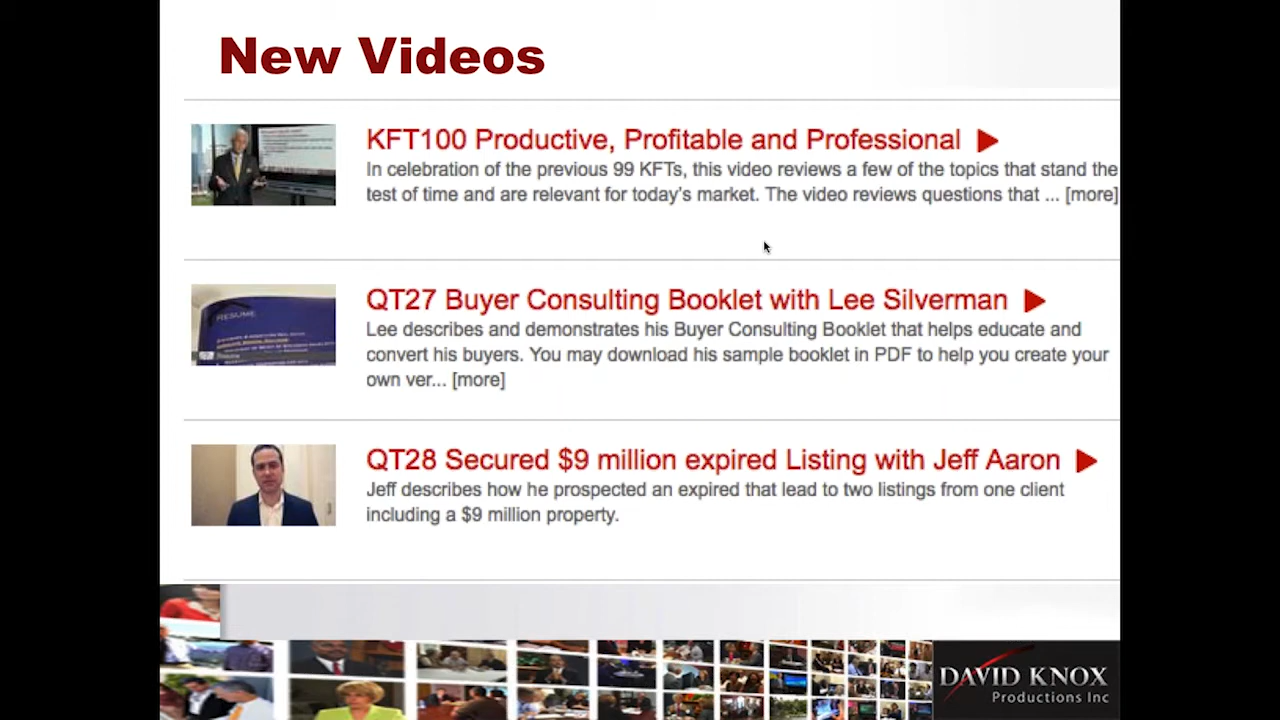 New Videos
KFT100 Productive, Profitable and Professional
In celebration of the previous 99 KFTs, this video reviews a few of the topics that stand the
test of time and are relevant for today's market. The video reviews questions that ... [more]
RESUME
QT27 Buyer Consulting Booklet with Lee Silverman
Lee describes and demonstrates his Buyer Consulting Booklet that helps educate and
convert his buyers. You may download his sample booklet in PDF to help you create your
own ver... [more]
QT28 Secured $9 million expired Listing with Jeff Aaron
Jeff describes how he prospected an expired that lead to two listings from one client
including a $9 million property.
DAVID KNOX
Productions Inc